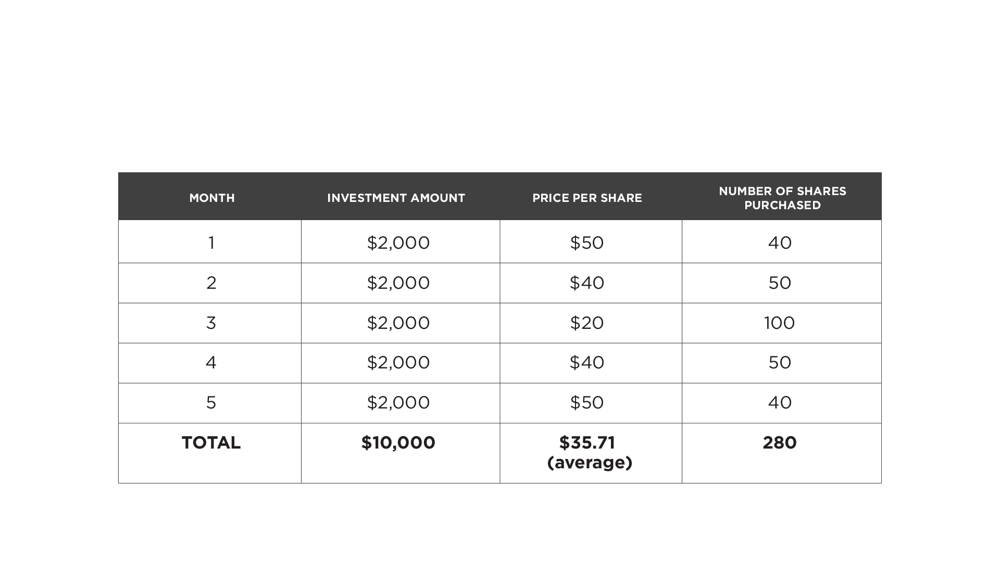 MONTH INVESTMENT AMOUNT PRICE PER SHARE NUMBER OF SHARES
PURCHASED
1 $2,000 $50 40
2 $2,000 $40 50
3 $2,000 $20 100
4 $2,000 $40 50
5 $2,000 $50 40
TOTAL $10,000 $35.71 280
(average)